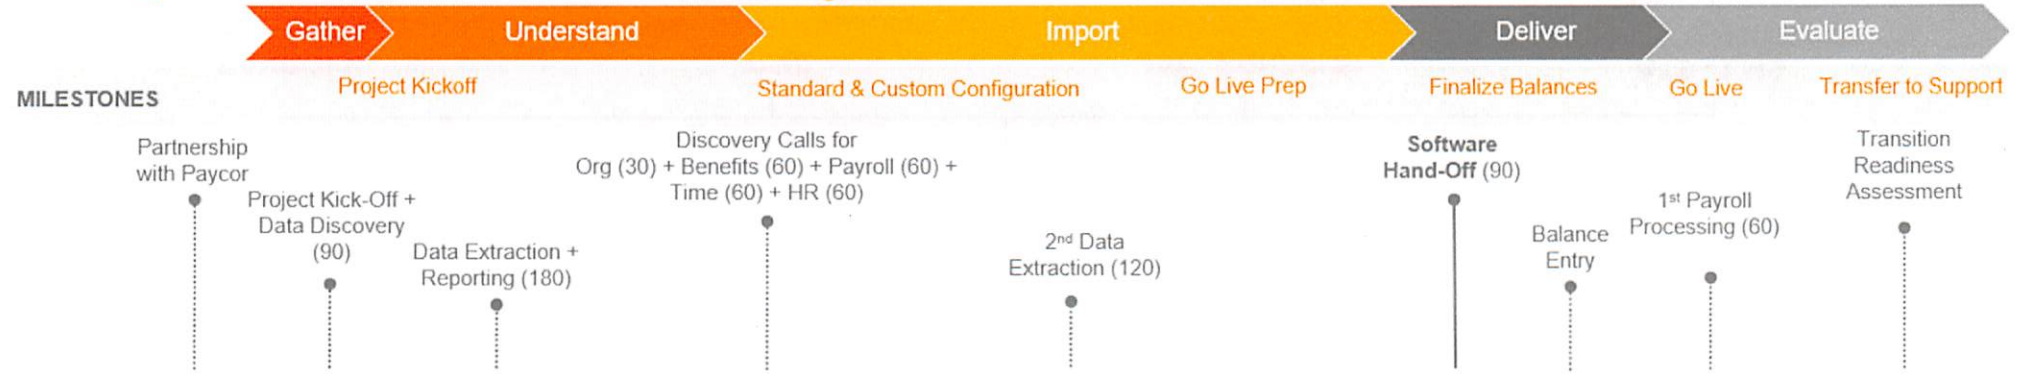 Gather
Understand
Import
Deliver
Evaluate
Project Kickoff
Standard & Custom Configuration
Go Live Prep
Finalize Balances
Go Live
Transfer to Support
MILESTONES
Partnership
with Paycor
Project Kick-Off +
Data Discovery
(90)
Data Extraction +
Reporting (180)
Discovery Calls for
Org (30) + Benefits (60) + Payroll (60) +
Time (60) + HR (60)
2nd Data
Extraction (120)
Software
Hand-Off (90)
Balance
Entry
1st Payroll
Processing (60)
Transition
Readiness
Assessment